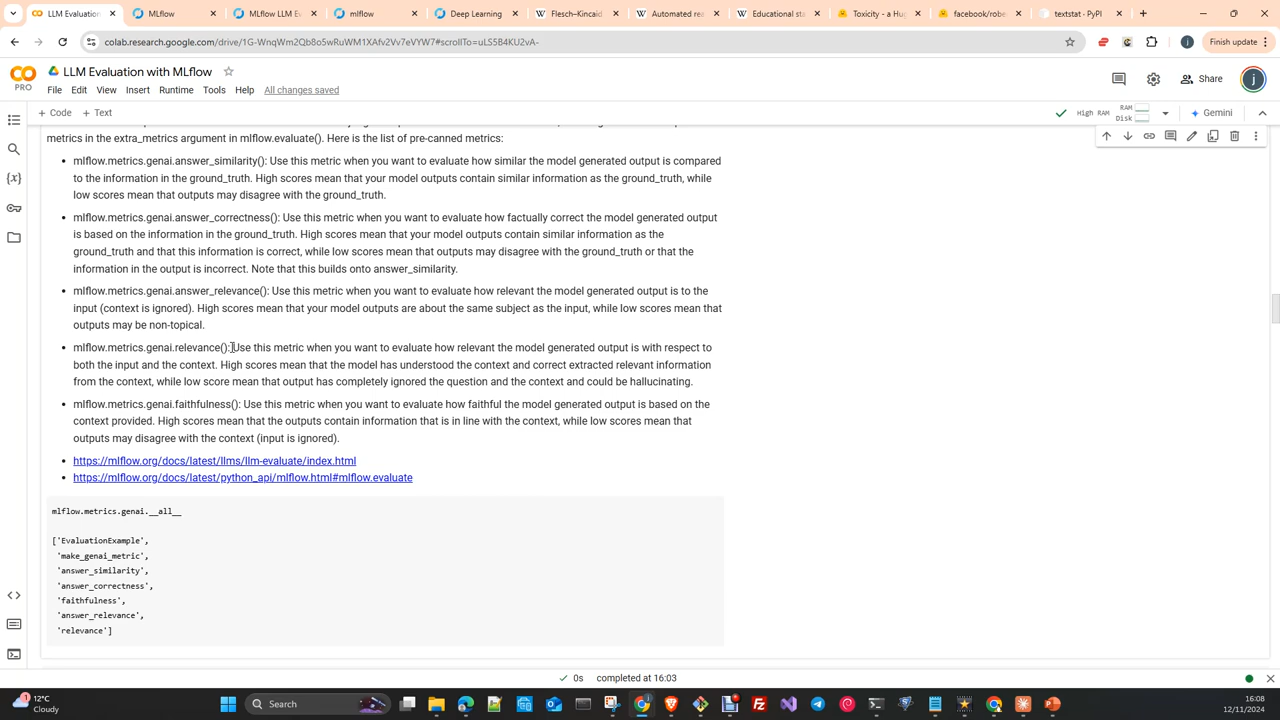 LLM Evaluation
MLflow
MLflow LLM E
mlflow
Deep Learning
Flesch–Kincaid
Automated rea
Educational sta
Toxicity - a Hug
facebook/robe
textstat · PyPI
colab.research.google.com/drive/1G-WnqWm2Qb8o5wRuWM1XAfv2Vv7eVYW7#scrollTo=uLS5B4KU2vA-
Finish update
LLM Evaluation with MLflow
PRO
File Edit View Insert Runtime Tools Help All changes saved
Share
j
+ Code + Text
High RAM RAM Disk Gemini
metrics in the extra_metrics argument in mlflow.evaluate(). Here is the list of pre-canned metrics:
• mlflow.metrics.genai.answer_similarity(): Use this metric when you want to evaluate how similar the model generated output is compared
to the information in the ground_truth. High scores mean that your model outputs contain similar information as the ground_truth, while
low scores mean that outputs may disagree with the ground_truth.
• mlflow.metrics.genai.answer_correctness(): Use this metric when you want to evaluate how factually correct the model generated output
is based on the information in the ground_truth. High scores mean that your model outputs contain similar information as the
ground_truth and that this information is correct, while low scores mean that outputs may disagree with the ground_truth or that the
information in the output is incorrect. Note that this builds onto answer_similarity.
• mlflow.metrics.genai.answer_relevance(): Use this metric when you want to evaluate how relevant the model generated output is to the
input (context is ignored). High scores mean that your model outputs are about the same subject as the input, while low scores mean that
outputs may be non-topical.
• mlflow.metrics.genai.relevance(): Use this metric when you want to evaluate how relevant the model generated output is with respect to
both the input and the context. High scores mean that the model has understood the context and correct extracted relevant information
from the context, while low score mean that output has completely ignored the question and the context and could be hallucinating.
• mlflow.metrics.genai.faithfulness(): Use this metric when you want to evaluate how faithful the model generated output is based on the
context provided. High scores mean that the outputs contain information that is in line with the context, while low scores mean that
outputs may disagree with the context (input is ignored).
• https://mlflow.org/docs/latest/llms/llm-evaluate/index.html
• https://mlflow.org/docs/latest/python_api/mlflow.html#mlflow.evaluate
mlflow.metrics.genai.__all__
['EvaluationExample',
'make_genai_metric',
'answer_similarity',
'answer_correctness',
'faithfulness',
'answer_relevance',
'relevance']
0s completed at 16:03
12°C
Cloudy
Search
16:08
12/11/2024